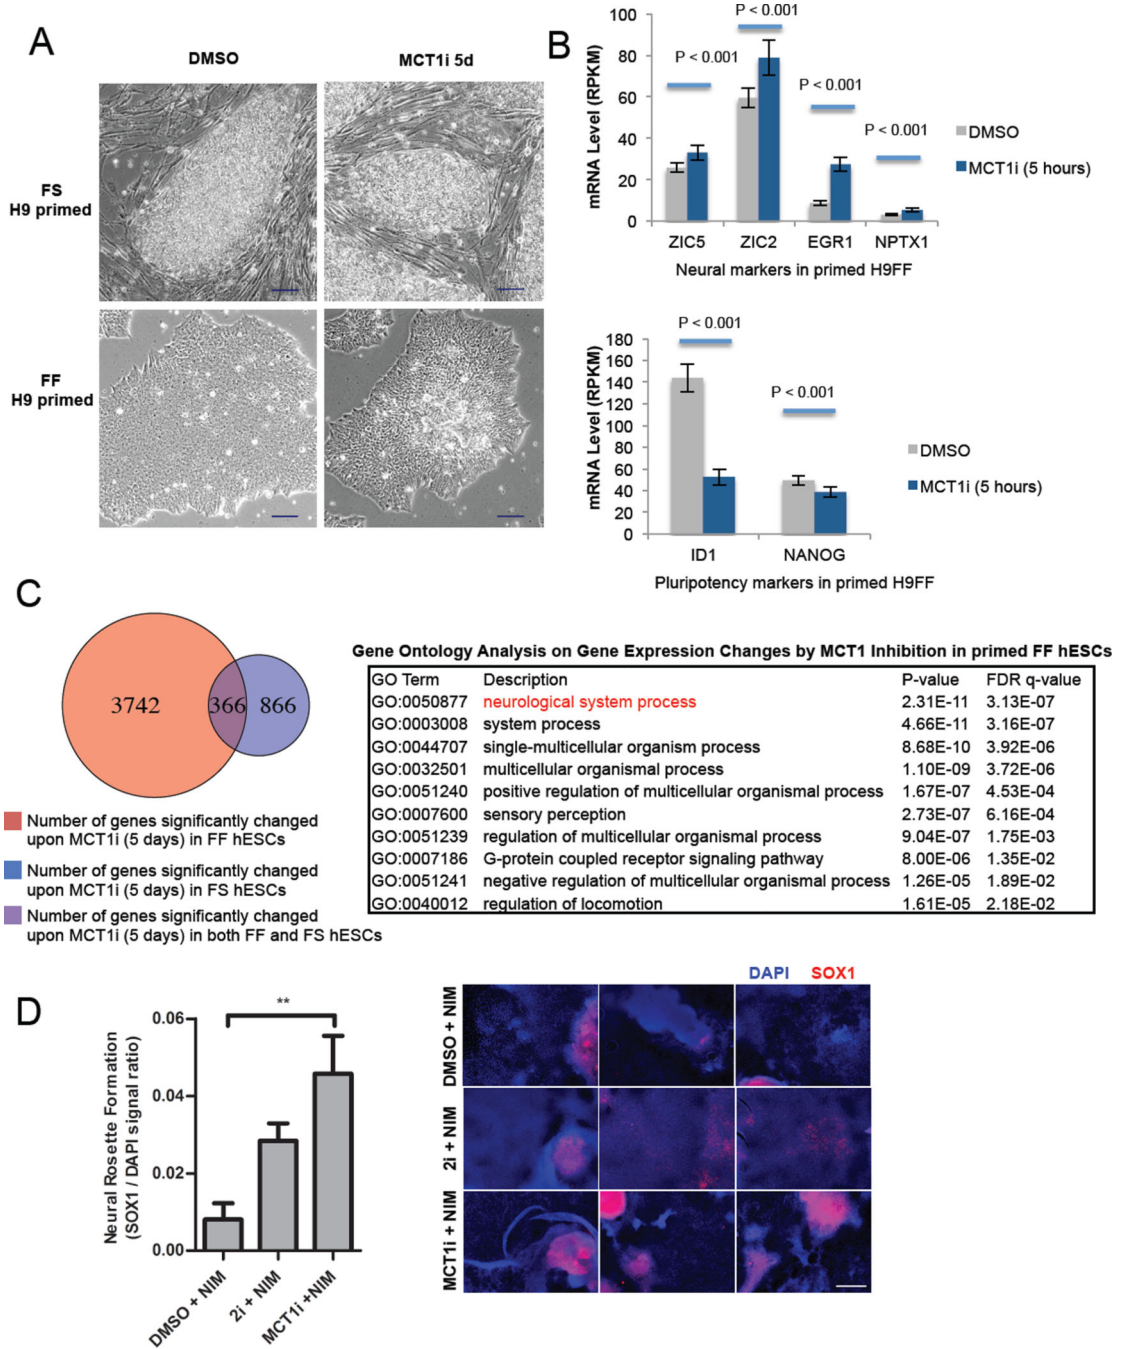 A
DMSO
MCT1i 5d
FS
H9 primed
FF
H9 primed
B
mRNA Level (RPKM)
100
80
60
40
20
0
P < 0.001
P < 0.001
P < 0.001
P < 0.001
DMSO
MCT1i (5 hours)
ZIC5
ZIC2
EGR1
NPTX1
Neural markers in primed H9FF
mRNA Level (RPKM)
180
160
140
120
100
80
60
40
20
0
P < 0.001
P < 0.001
DMSO
MCT1i (5 hours)
ID1
NANOG
Pluripotency markers in primed H9FF
C
3742
366
866
Number of genes significantly changed
upon MCT1i (5 days) in FF hESCs
Number of genes significantly changed
upon MCT1i (5 days) in FS hESCs
Number of genes significantly changed
upon MCT1i (5 days) in both FF and FS hESCs
Gene Ontology Analysis on Gene Expression Changes by MCT1 Inhibition in primed FF hESCs
GO Term Description P-value FDR q-value
GO:0050877 neurological system process 2.31E-11 3.13E-07
GO:0003008 system process 4.66E-11 3.16E-07
GO:0044707 single-multicellular organism process 8.68E-10 3.92E-06
GO:0032501 multicellular organismal process 1.10E-09 3.72E-06
GO:0051240 positive regulation of multicellular organismal process 1.67E-07 4.53E-04
GO:0007600 sensory perception 2.73E-07 6.16E-04
GO:0051239 regulation of multicellular organismal process 9.04E-07 1.75E-03
GO:0007186 G-protein coupled receptor signaling pathway 8.00E-06 1.35E-02
GO:0051241 negative regulation of multicellular organismal process 1.26E-05 1.89E-02
GO:0040012 regulation of locomotion 1.61E-05 2.18E-02
D
Neural Rosette Formation
(SOX1 / DAPI signal ratio)
0.06
0.04
0.02
0.00
**
DMSO + NIM
2i + NIM
MCT1i +NIM
DAPI SOX1
DMSO + NIM
2i + NIM
MCT1i + NIM